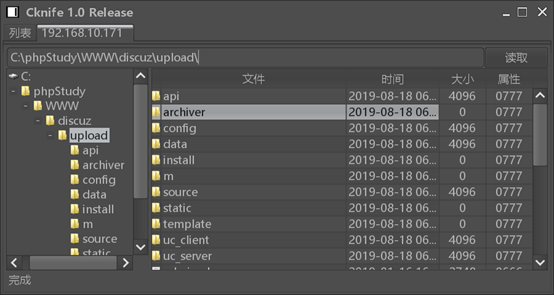 Cknife 1.0 Release
列表 192.168.10.171
C:\phpStudy\WWW\discuz\upload\ 读取
C:
phpStudy
WWW
discuz
upload
api
archiver
config
data
install
m
source
static
文件 时间 大小 属性
api 2019-08-18 06... 4096 0777
archiver 2019-08-18 06... 0 0777
config 2019-08-18 06... 4096 0777
data 2019-08-18 06... 4096 0777
install 2019-08-18 06... 0 0777
m 2019-08-18 06... 0 0777
source 2019-08-18 06... 4096 0777
static 2019-08-18 06... 0 0777
template 2019-08-18 06... 0 0777
uc_client 2019-08-18 06... 4096 0777
uc_server 2019-08-18 06... 4096 0777
完成